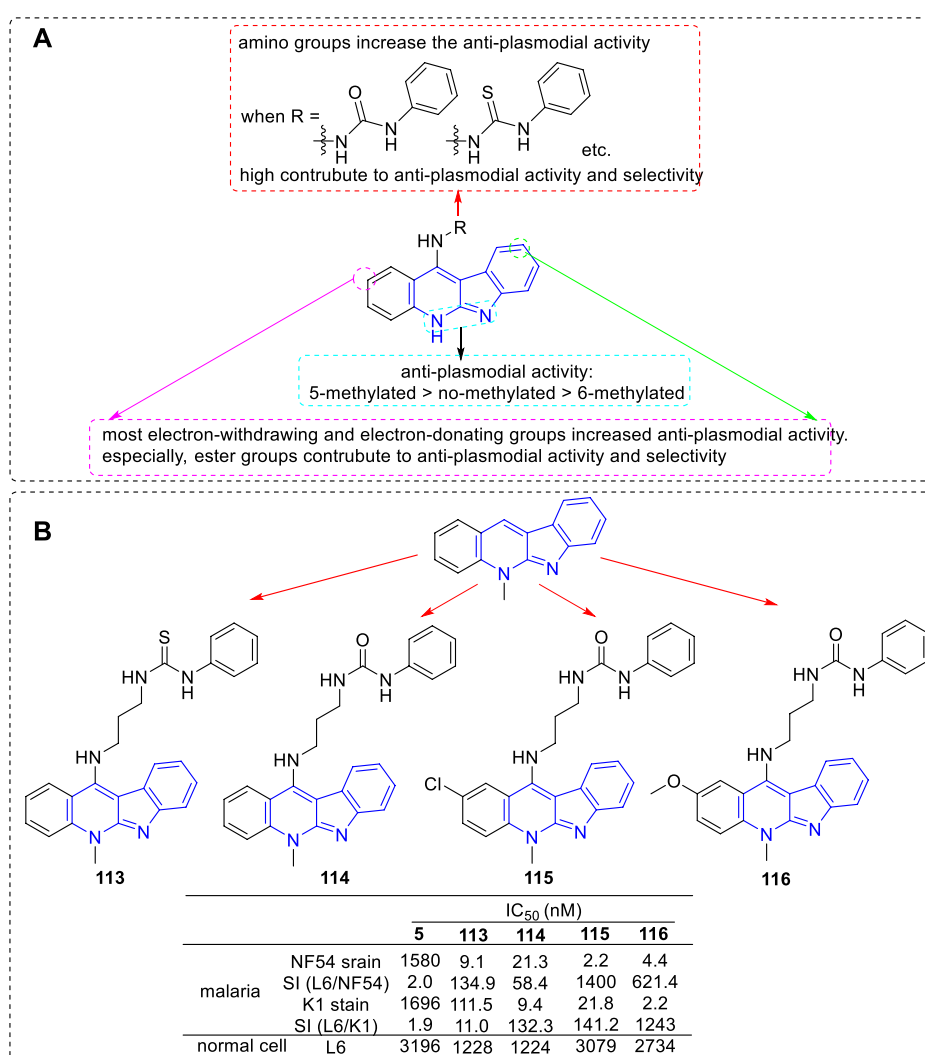 A
amino groups increase the anti-plasmodial activity
when R =
O
N
H
N
H
S
N
H
N
H
etc.
high contrubute to anti-plasmodial activity and selectivity
R
HN
N
H
N
anti-plasmodial activity:
5-methylated > no-methylated > 6-methylated
most electron-withdrawing and electron-donating groups increased anti-plasmodial activity.
especially, ester groups contrubute to anti-plasmodial activity and selectivity
B
N
N
S
HN
N
H
HN
N
N
113
O
HN
N
H
HN
N
N
114
O
HN
N
H
HN
Cl
N
N
115
O
HN
N
H
HN
O
N
N
116
IC50 (nM)
5 113 114 115 116
malaria
NF54 srain 1580 9.1 21.3 2.2 4.4
SI (L6/NF54) 2.0 134.9 58.4 1400 621.4
K1 stain 1696 111.5 9.4 21.8 2.2
SI (L6/K1) 1.9 11.0 132.3 141.2 1243
normal cell L6 3196 1228 1224 3079 2734